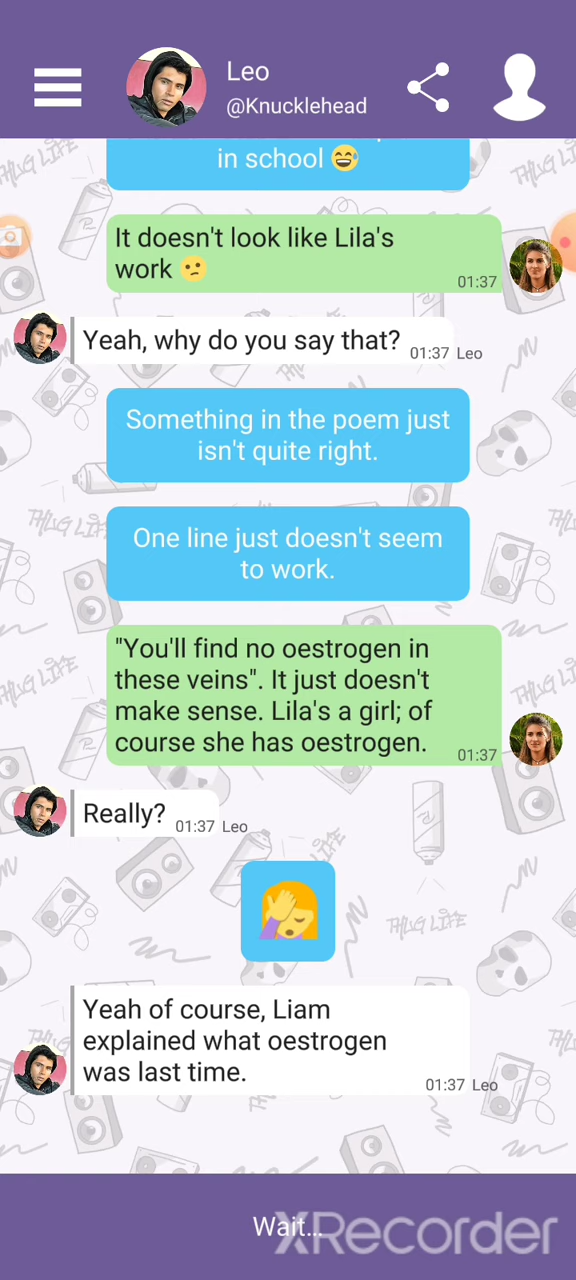 Leo
@Knucklehead
in school 😅
It doesn't look like Lila's
work 🫤
01:37
Yeah, why do you say that?
01:37 Leo
Something in the poem just
isn't quite right.
One line just doesn't seem
to work.
"You'll find no oestrogen in
these veins". It just doesn't
make sense. Lila's a girl; of
course she has oestrogen.
01:37
Really?
01:37 Leo
🤦‍♀️
Yeah of course, Liam
explained what oestrogen
was last time.
01:37 Leo
THUG LIFE
Wait...
XRecorder